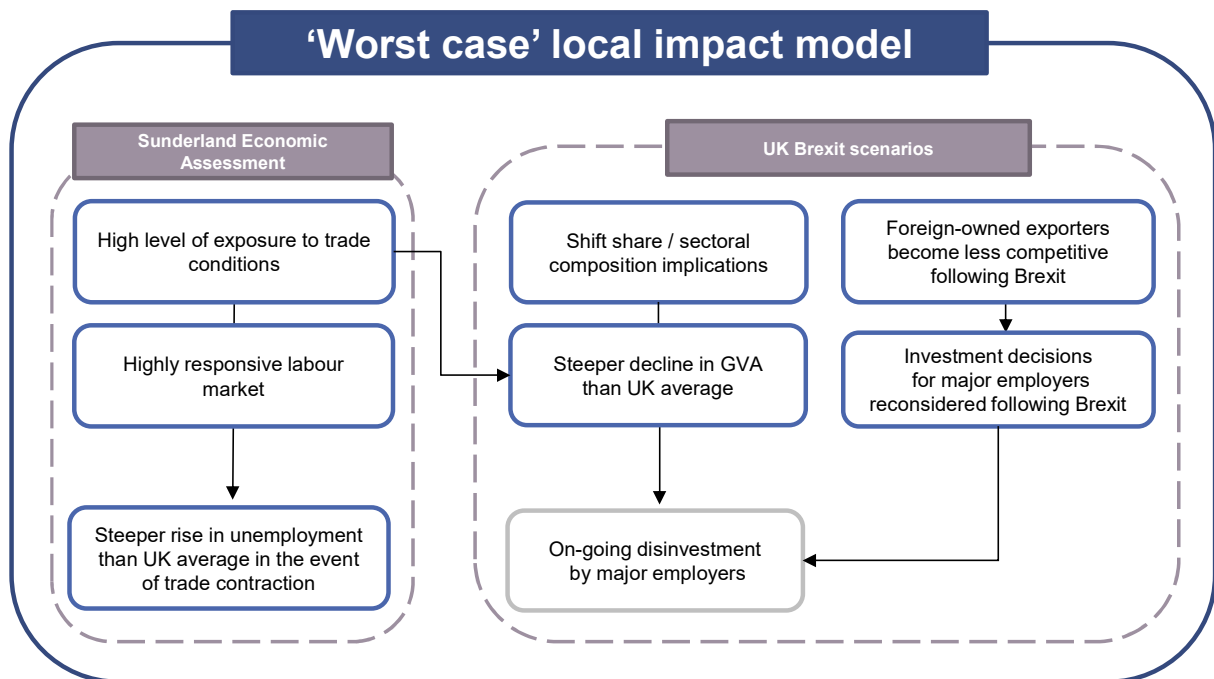 ‘Worst case’ local impact model
Sunderland Economic
Assessment
High level of exposure to trade
conditions
Highly responsive labour
market
Steeper rise in unemployment
than UK average in the event
of trade contraction
UK Brexit scenarios
Shift share / sectoral
composition implications
Steeper decline in GVA
than UK average
On-going disinvestment
by major employers
Foreign-owned exporters
become less competitive
following Brexit
Investment decisions
for major employers
reconsidered following Brexit